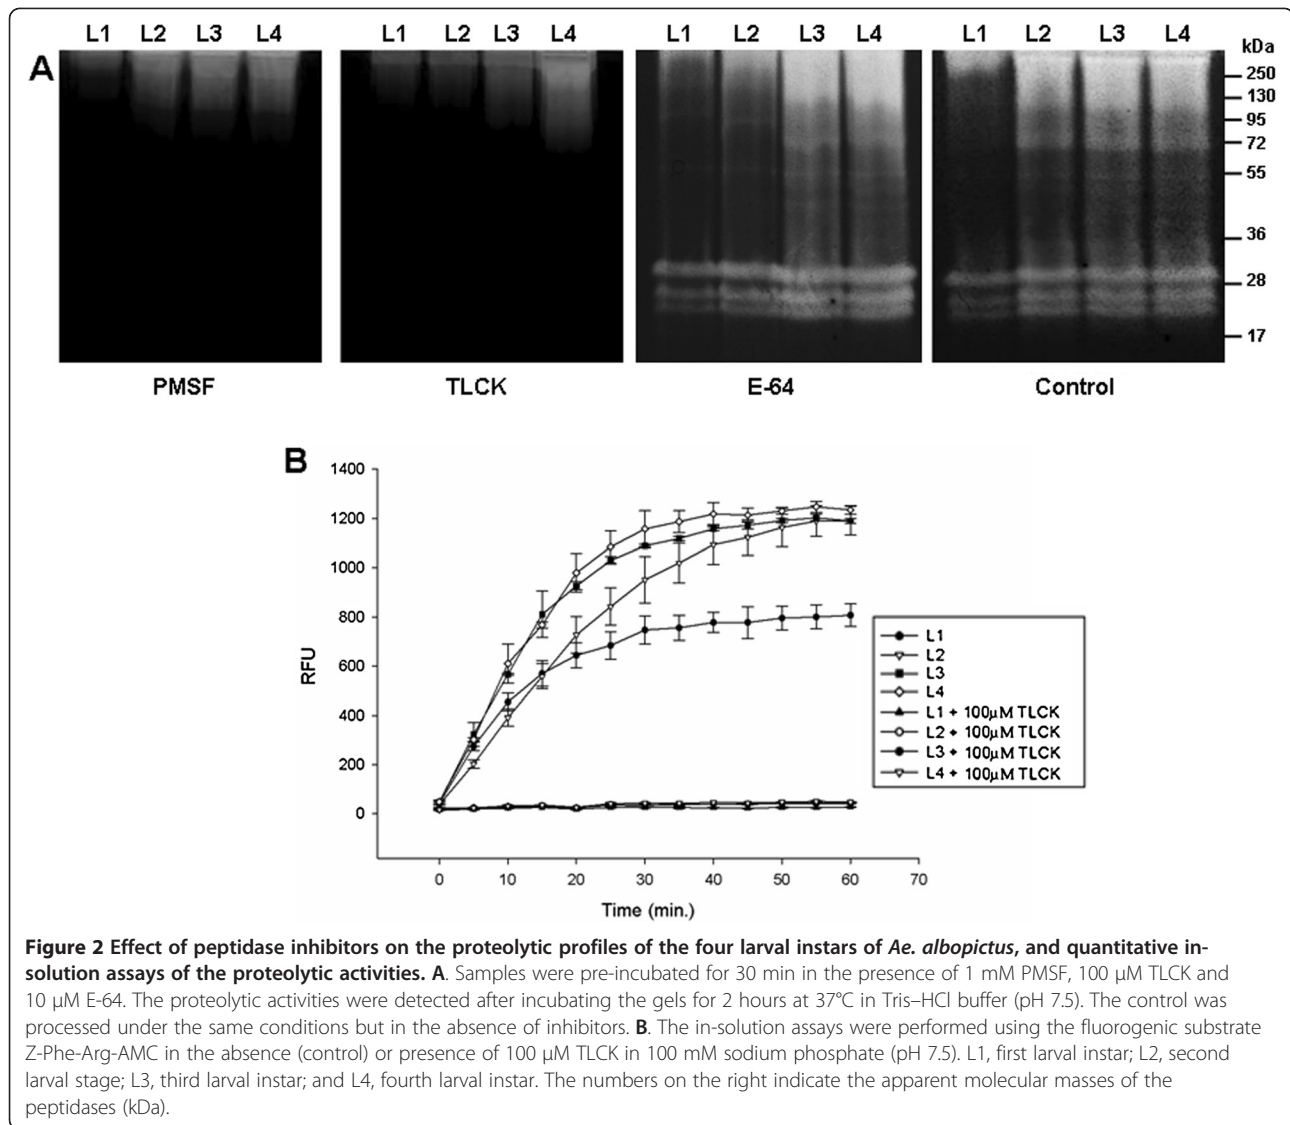 L1 L2 L3 L4 L1 L2 L3 L4 L1 L2 L3 L4 L1 L2 L3 L4
A
kDa
250
130
95
72
55
36
28
17
PMSF TLCK E-64 Control
B
1400
1200
1000
800
600
400
200
0
RFU
0 10 20 30 40 50 60 70
Time (min.)
L1
L2
L3
L4
L1 + 100µM TLCK
L2 + 100µM TLCK
L3 + 100µM TLCK
L4 + 100µM TLCK
Figure 2 Effect of peptidase inhibitors on the proteolytic profiles of the four larval instars of Ae. albopictus, and quantitative in-
solution assays of the proteolytic activities. A. Samples were pre-incubated for 30 min in the presence of 1 mM PMSF, 100 μM TLCK and
10 μM E-64. The proteolytic activities were detected after incubating the gels for 2 hours at 37°C in Tris–HCl buffer (pH 7.5). The control was
processed under the same conditions but in the absence of inhibitors. B. The in-solution assays were performed using the fluorogenic substrate
Z-Phe-Arg-AMC in the absence (control) or presence of 100 μM TLCK in 100 mM sodium phosphate (pH 7.5). L1, first larval instar; L2, second
larval stage; L3, third larval instar; and L4, fourth larval instar. The numbers on the right indicate the apparent molecular masses of the
peptidases (kDa).